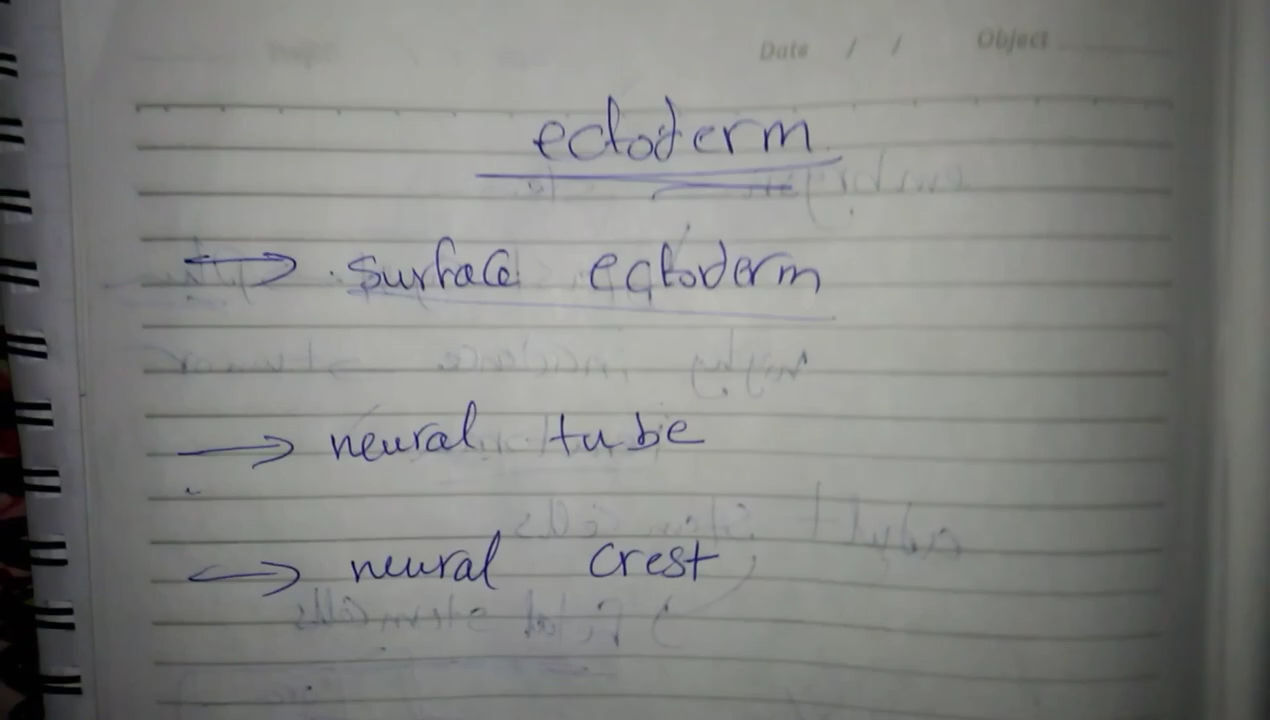 Date / / Object
ectoderm
→ surface ectoderm
→ neural tube
→ neural crest